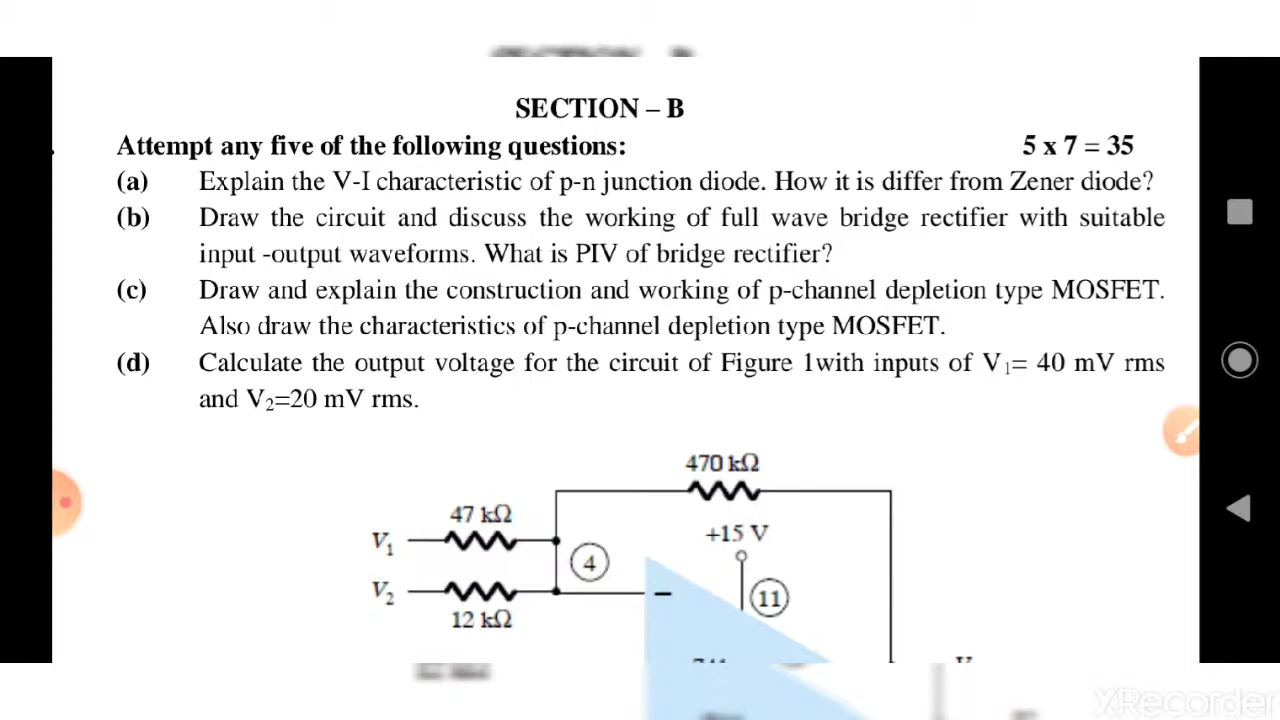 SECTION – B
Attempt any five of the following questions: 5 x 7 = 35
(a) Explain the V-I characteristic of p-n junction diode. How it is differ from Zener diode?
(b) Draw the circuit and discuss the working of full wave bridge rectifier with suitable
input -output waveforms. What is PIV of bridge rectifier?
(c) Draw and explain the construction and working of p-channel depletion type MOSFET.
Also draw the characteristics of p-channel depletion type MOSFET.
(d) Calculate the output voltage for the circuit of Figure 1with inputs of V1= 40 mV rms
and V2=20 mV rms.
470 kΩ
47 kΩ
+15 V
V1
4
V2
11
12 kΩ
XRecorder